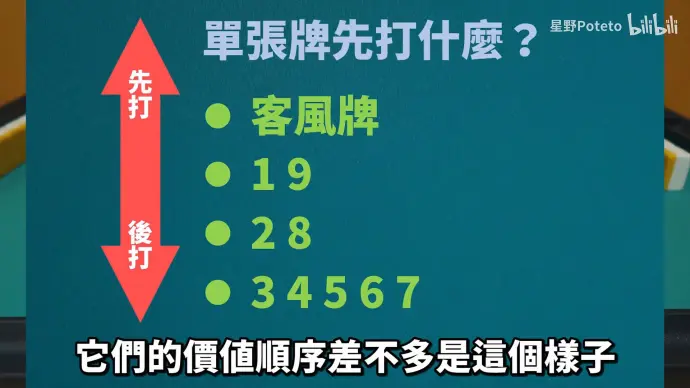 單張牌先打什麼？
星野Poteto bilibili
先打
客風牌
1 9
2 8
後打
3 4 5 6 7
它們的價值順序差不多是這個樣子